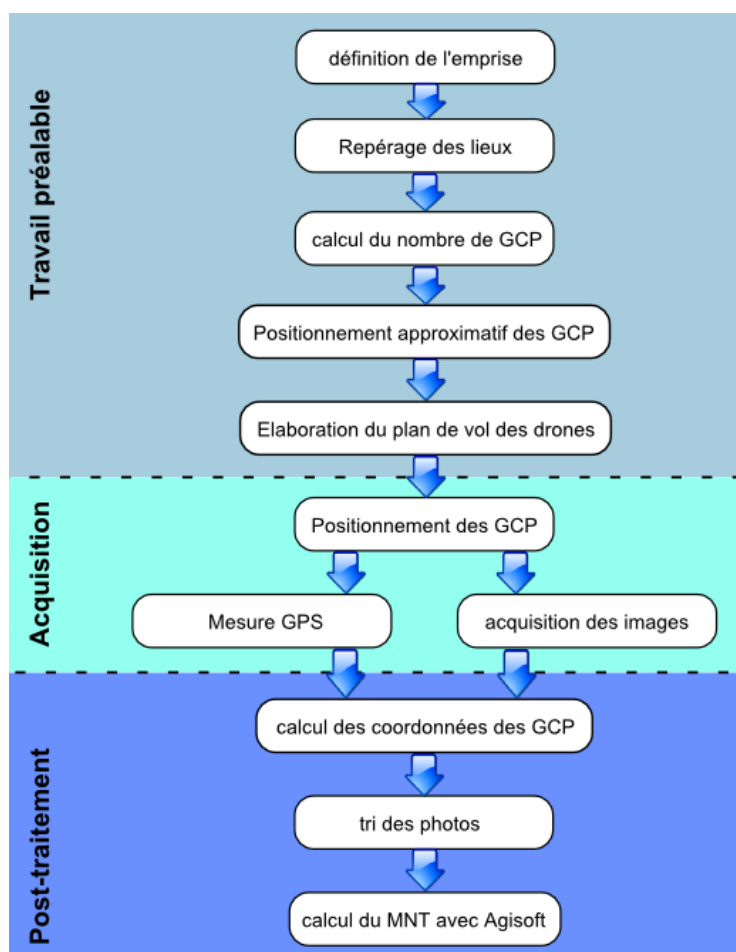 Travail préalable
définition de l'emprise
Repérage des lieux
calcul du nombre de GCP
Positionnement approximatif des GCP
Elaboration du plan de vol des drones
Acquisition
Positionnement des GCP
Mesure GPS
acquisition des images
Post-traitement
calcul des coordonnées des GCP
tri des photos
calcul du MNT avec Agisoft